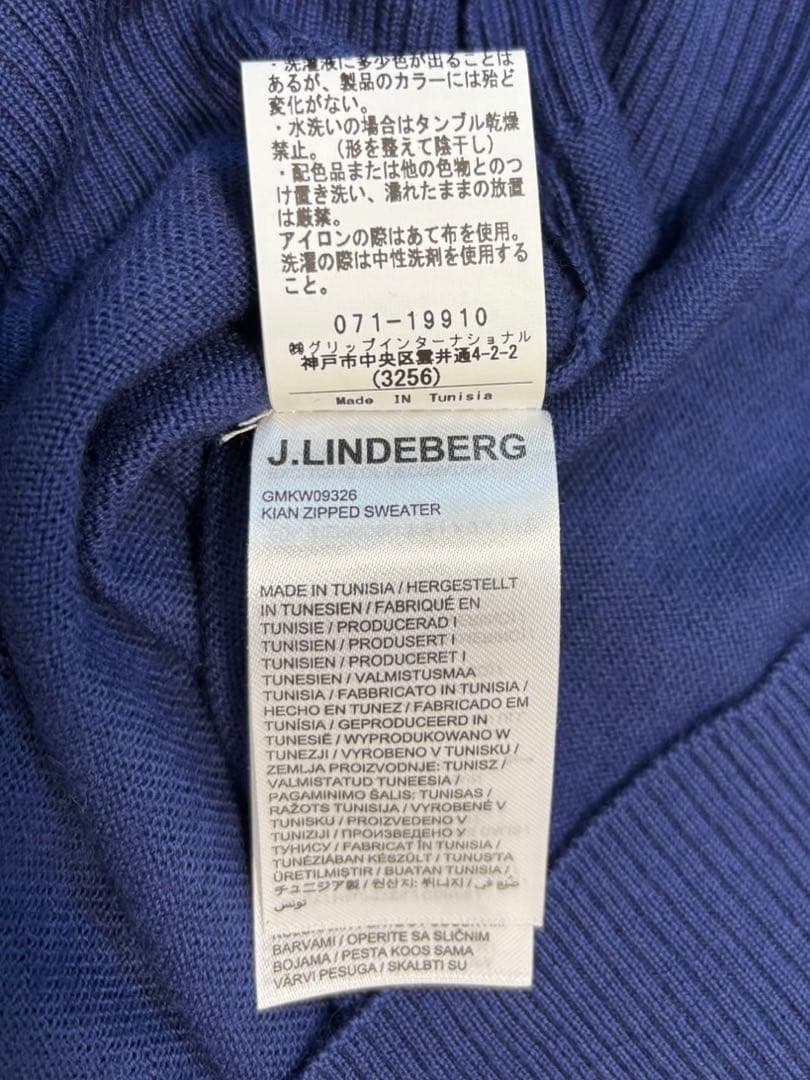 ・洗濯液に多少色が出ることは
あるが、製品のカラーには殆ど
変化がない。
・水洗いの場合はタンブル乾燥
禁止。(形を整えて陰干し)
・配色品または他の色物とのつ
け置き洗い、濡れたままの放置
は厳禁。
アイロンの際はあて布を使用。
洗濯の際は中性洗剤を使用する
こと。
071-19910
㈱グリップインターナショナル
神戸市中央区雲井通4-2-2
(3256)
Made IN Tunisia
J.LINDEBERG
GMKW09326
KIAN ZIPPED SWEATER
MADE IN TUNISIA / HERGESTELLT
IN TUNESIEN / FABRIQUÉ EN
TUNISIE / PRODUCERAD I
TUNISIEN / PRODUSERT I
TUNISIEN / PRODUCERET I
TUNESIEN / VALMISTUSMAA
TUNISIA / FABBRICATO IN TUNISIA /
HECHO EN TUNEZ / FABRICADO EM
TUNÍSIA / GEPRODUCEERD IN
TUNESIË / WYPRODUKOWANO W
TUNEZJI / VYROBENO V TUNISKU /
ZEMLJA PROIZVODNJE: TUNISZ /
VALMISTATUD TUNEESIA /
PAGAMINIMO ŠALIS: TUNISAS /
RAŽOTS TUNISIJA / VYROBENÉ V
TUNISKU / PROIZVEDENO V
TUNIZIJI / ПРОИЗВЕДЕНО У
ТУНИСУ / FABRICAT ÎN TUNISIA /
TUNÉZIÁBAN KÉSZÜLT / TUNUS'TA
ÜRETILMIŞTIR / BUATAN TUNISIA /
チュニジア製 / 원산지: 튀니지 / صنع في
تونس
BARVAMI / OPERITE SA SLIČNIM
BOJAMA / PESTA KOOS SAMA
VÄRVI PESUGA / SKALBTI SU